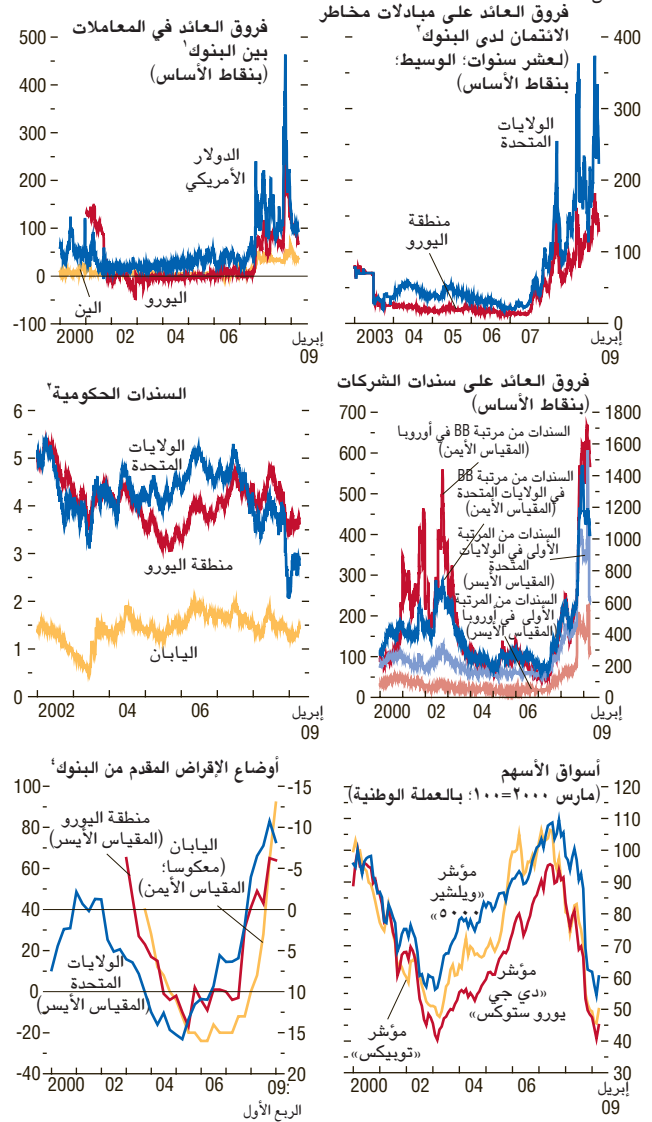 فروق العائد في المعاملات
بين البنوك¹
(بنقاط الأساس)
500
400
300
200
100
0
-100
الدولار
الأمريكي
الين
اليورو
2000 02 04 06
إبريل
09
فروق العائد على مبادلات مخاطر
الائتمان لدى البنوك²
(لعشر سنوات؛ الوسيط؛
بنقاط الأساس)
400
300
200
100
0
الولايات
المتحدة
منطقة
اليورو
2003 04 05 06 07
إبريل
09
السندات الحكومية³
6
5
4
3
2
1
0
الولايات
المتحدة
منطقة اليورو
اليابان
2002 04 06
إبريل
09
فروق العائد على سندات الشركات
(بنقاط الأساس)
700
600
500
400
300
200
100
0
1800
1600
1400
1200
1000
800
600
400
200
0
السندات من مرتبة BB في أوروبا
(المقياس الأيمن)
السندات من مرتبة BB
في الولايات المتحدة
(المقياس الأيمن)
السندات من المرتبة
الأولى في الولايات
المتحدة
(المقياس الأيسر)
السندات من المرتبة
الأولى في أوروبا
(المقياس الأيسر)
2000 02 04 06
إبريل
09
أوضاع الإقراض المقدم من البنوك⁴
100
80
60
40
20
0
-20
-40
-15
-10
-5
0
5
10
15
20
منطقة اليورو
(المقياس الأيسر)
اليابان
(معكوسا؛
المقياس الأيمن)
الولايات
المتحدة
(المقياس الأيسر)
2000 02 04 06
09:
الربع الأول
أسواق الأسهم
(مارس ٢٠٠٠=١٠٠؛ بالعملة الوطنية)
120
110
100
90
80
70
60
50
40
30
مؤشر
«ويلشير
٥٠٠٠»
مؤشر
«دي جي
يورو ستوكس»
مؤشر
«توبيكس»
2000 02 04 06
إبريل
09